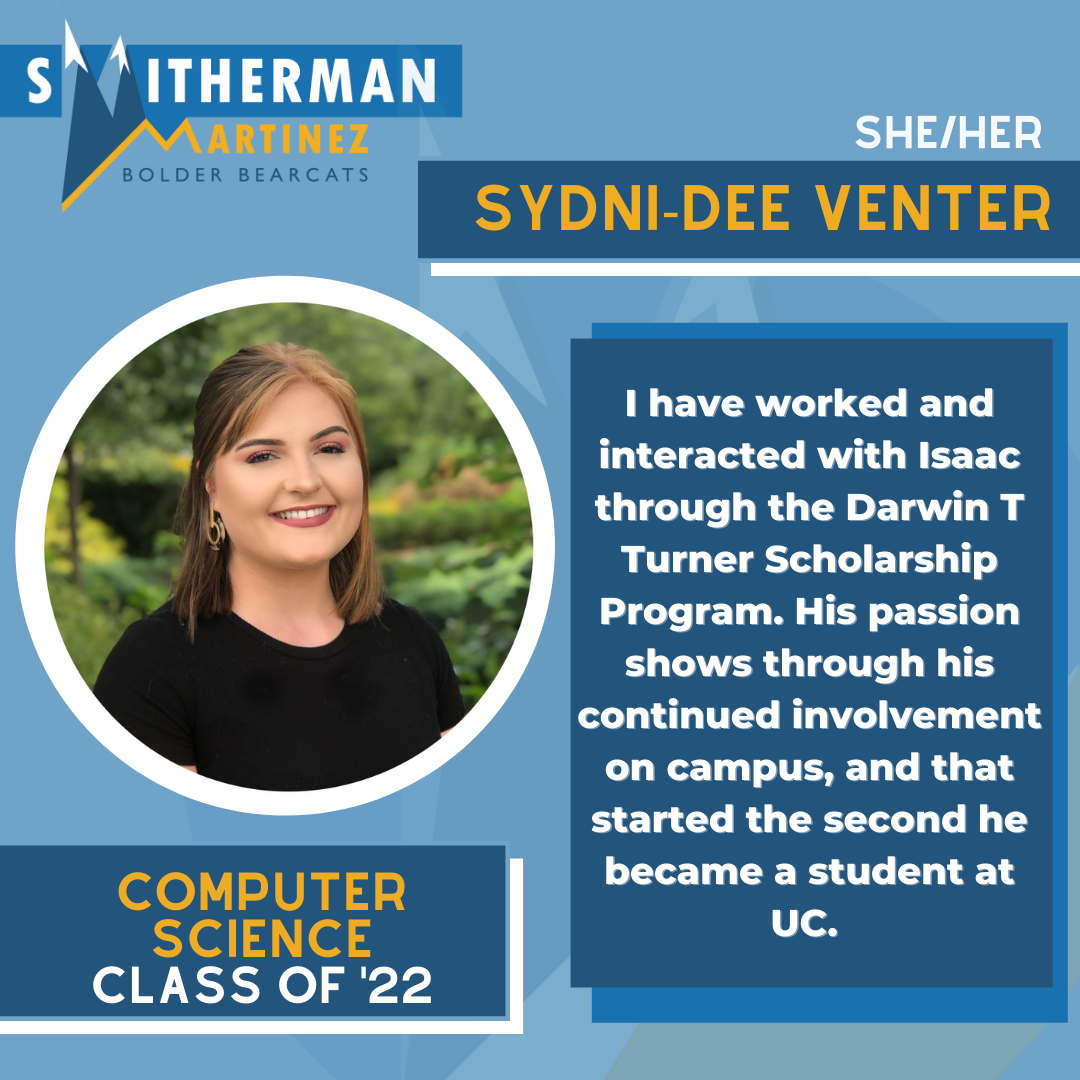 SMITHERMAN
MARTINEZ
BOLDER BEARCATS
SHE/HER
SYDNI-DEE VENTER
I have worked and
interacted with Isaac
through the Darwin T
Turner Scholarship
Program. His passion
shows through his
continued involvement
on campus, and that
started the second he
became a student at
UC.
COMPUTER
SCIENCE
CLASS OF '22